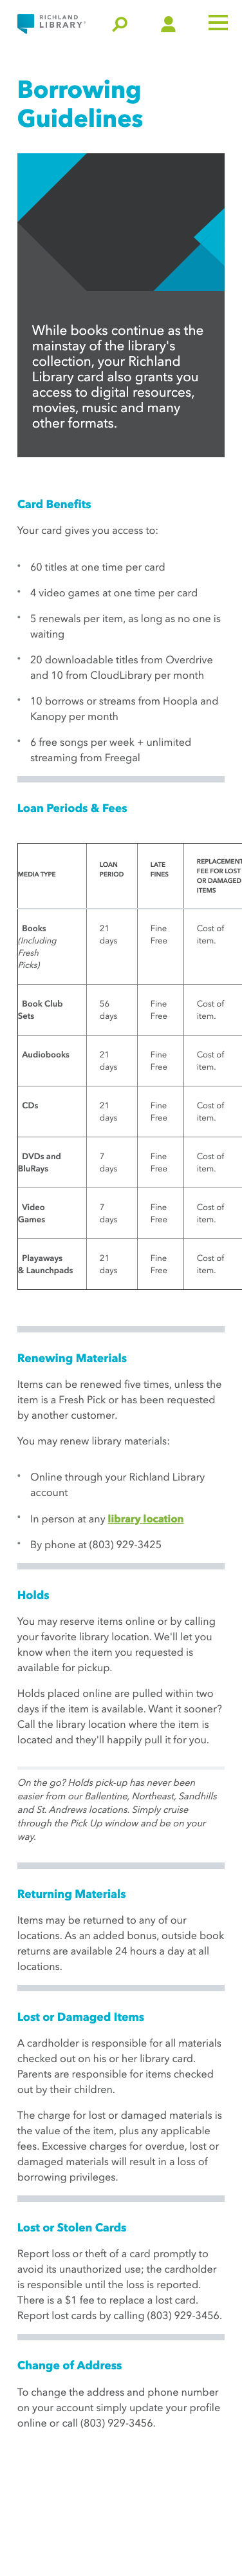 RICHLAND
LIBRARY
Borrowing
Guidelines
While books continue as the
mainstay of the library's
collection, your Richland
Library card also grants you
access to digital resources,
movies, music and many
other formats.
Card Benefits
Your card gives you access to:
60 titles at one time per card
4 video games at one time per card
5 renewals per item, as long as no one is
waiting
20 downloadable titles from Overdrive
and 10 from CloudLibrary per month
10 borrows or streams from Hoopla and
Kanopy per month
6 free songs per week + unlimited
streaming from Freegal
Loan Periods & Fees
MEDIA TYPE LOAN PERIOD LATE FINES REPLACEMENT FEE FOR LOST OR DAMAGED ITEMS
Books (Including Fresh Picks) 21 days Fine Free Cost of item.
Book Club Sets 56 days Fine Free Cost of item.
Audiobooks 21 days Fine Free Cost of item.
CDs 21 days Fine Free Cost of item.
DVDs and BluRays 7 days Fine Free Cost of item.
Video Games 7 days Fine Free Cost of item.
Playaways & Launchpads 21 days Fine Free Cost of item.
Renewing Materials
Items can be renewed five times, unless the
item is a Fresh Pick or has been requested
by another customer.
You may renew library materials:
Online through your Richland Library
account
In person at any library location
By phone at (803) 929-3425
Holds
You may reserve items online or by calling
your favorite library location. We'll let you
know when the item you requested is
available for pickup.
Holds placed online are pulled within two
days if the item is available. Want it sooner?
Call the library location where the item is
located and they'll happily pull it for you.
On the go? Holds pick-up has never been
easier from our Ballentine, Northeast, Sandhills
and St. Andrews locations. Simply cruise
through the Pick Up window and be on your
way.
Returning Materials
Items may be returned to any of our
locations. As an added bonus, outside book
returns are available 24 hours a day at all
locations.
Lost or Damaged Items
A cardholder is responsible for all materials
checked out on his or her library card.
Parents are responsible for items checked
out by their children.
The charge for lost or damaged materials is
the value of the item, plus any applicable
fees. Excessive charges for overdue, lost or
damaged materials will result in a loss of
borrowing privileges.
Lost or Stolen Cards
Report loss or theft of a card promptly to
avoid its unauthorized use; the cardholder
is responsible until the loss is reported.
There is a $1 fee to replace a lost card.
Report lost cards by calling (803) 929-3456.
Change of Address
To change the address and phone number
on your account simply update your profile
online or call (803) 929-3456.